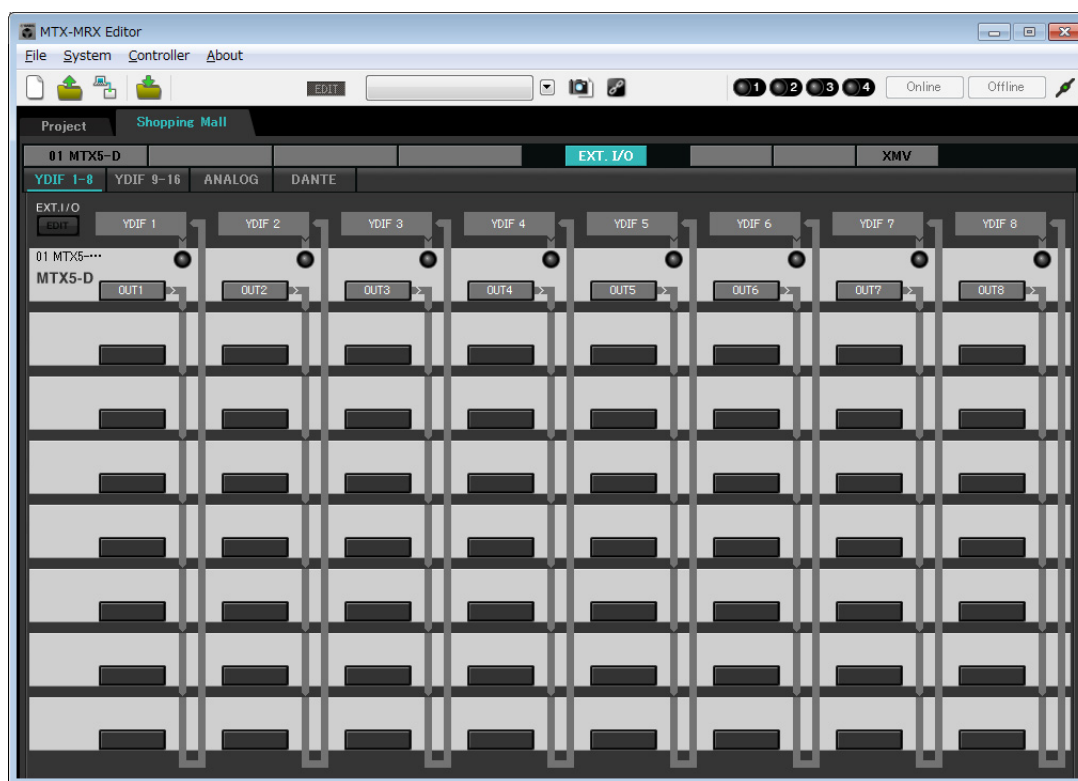 MTX-MRX Editor
File System Controller About
EDIT 1 2 3 4 Online Offline
Project Shopping Mall
01 MTX5-D EXT. I/O XMV
YDIF 1-8 YDIF 9-16 ANALOG DANTE
EXT.I/O
EDIT YDIF 1 YDIF 2 YDIF 3 YDIF 4 YDIF 5 YDIF 6 YDIF 7 YDIF 8
01 MTX5-···
MTX5-D
OUT1 OUT2 OUT3 OUT4 OUT5 OUT6 OUT7 OUT8